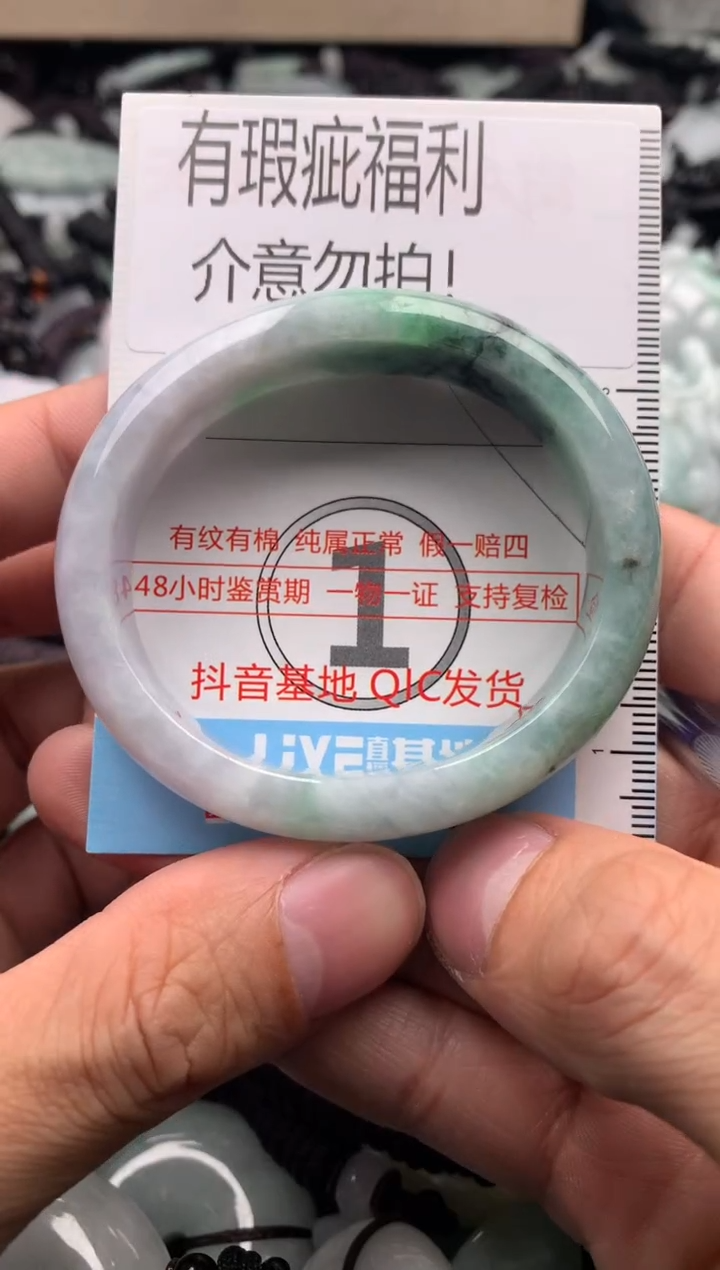 有瑕疵福利
介意勿拍！
有纹有棉 纯属正常 假一赔四
48小时鉴赏期 一物一证 支持复检
1
抖音基地 QIC发货
1